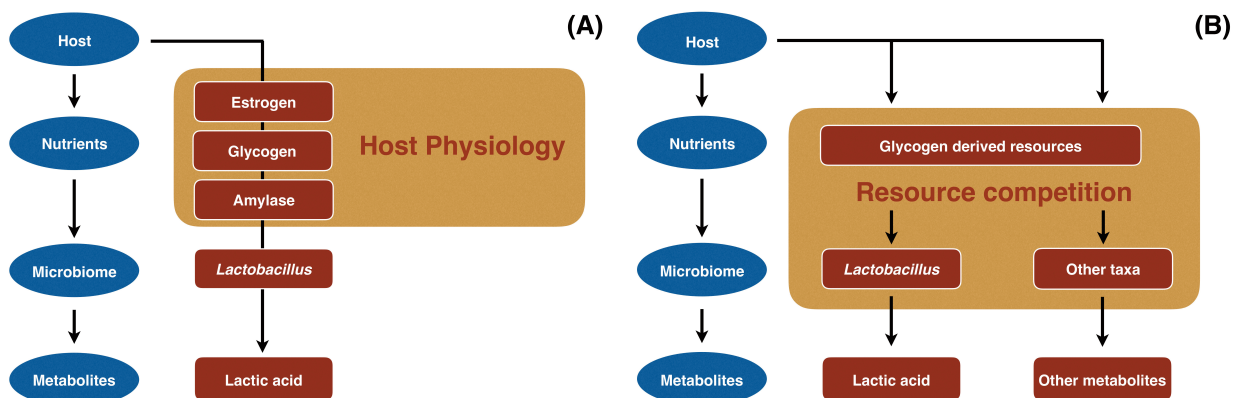 (A)
Host
Nutrients
Microbiome
Metabolites
Estrogen
Glycogen
Amylase
Host Physiology
Lactobacillus
Lactic acid
(B)
Host
Nutrients
Microbiome
Metabolites
Glycogen derived resources
Resource competition
Lactobacillus
Other taxa
Lactic acid
Other metabolites